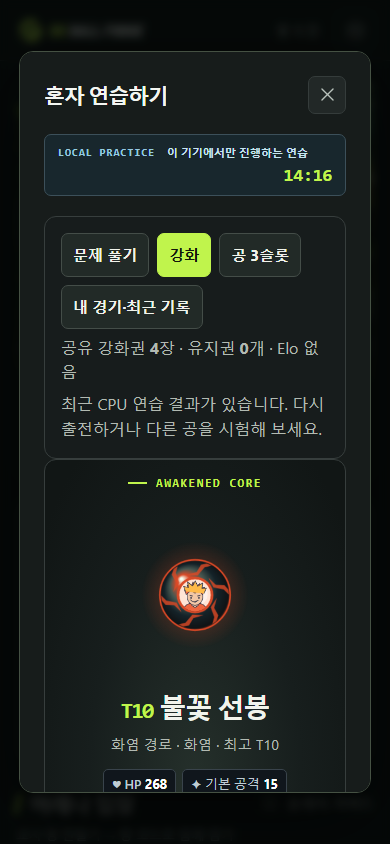 혼자 연습하기
LOCAL PRACTICE 이 기기에서만 진행하는 연습
14:16
문제 풀기 강화 공 3슬롯
내 경기·최근 기록
공유 강화권 4장 · 유지권 0개 · Elo 없
음
최근 CPU 연습 결과가 있습니다. 다시
출전하거나 다른 공을 시험해 보세요.
AWAKENED CORE
T10 불꽃 선봉
화염 경로 · 화염 · 최고 T10
♥ HP 268 ✦ 기본 공격 15